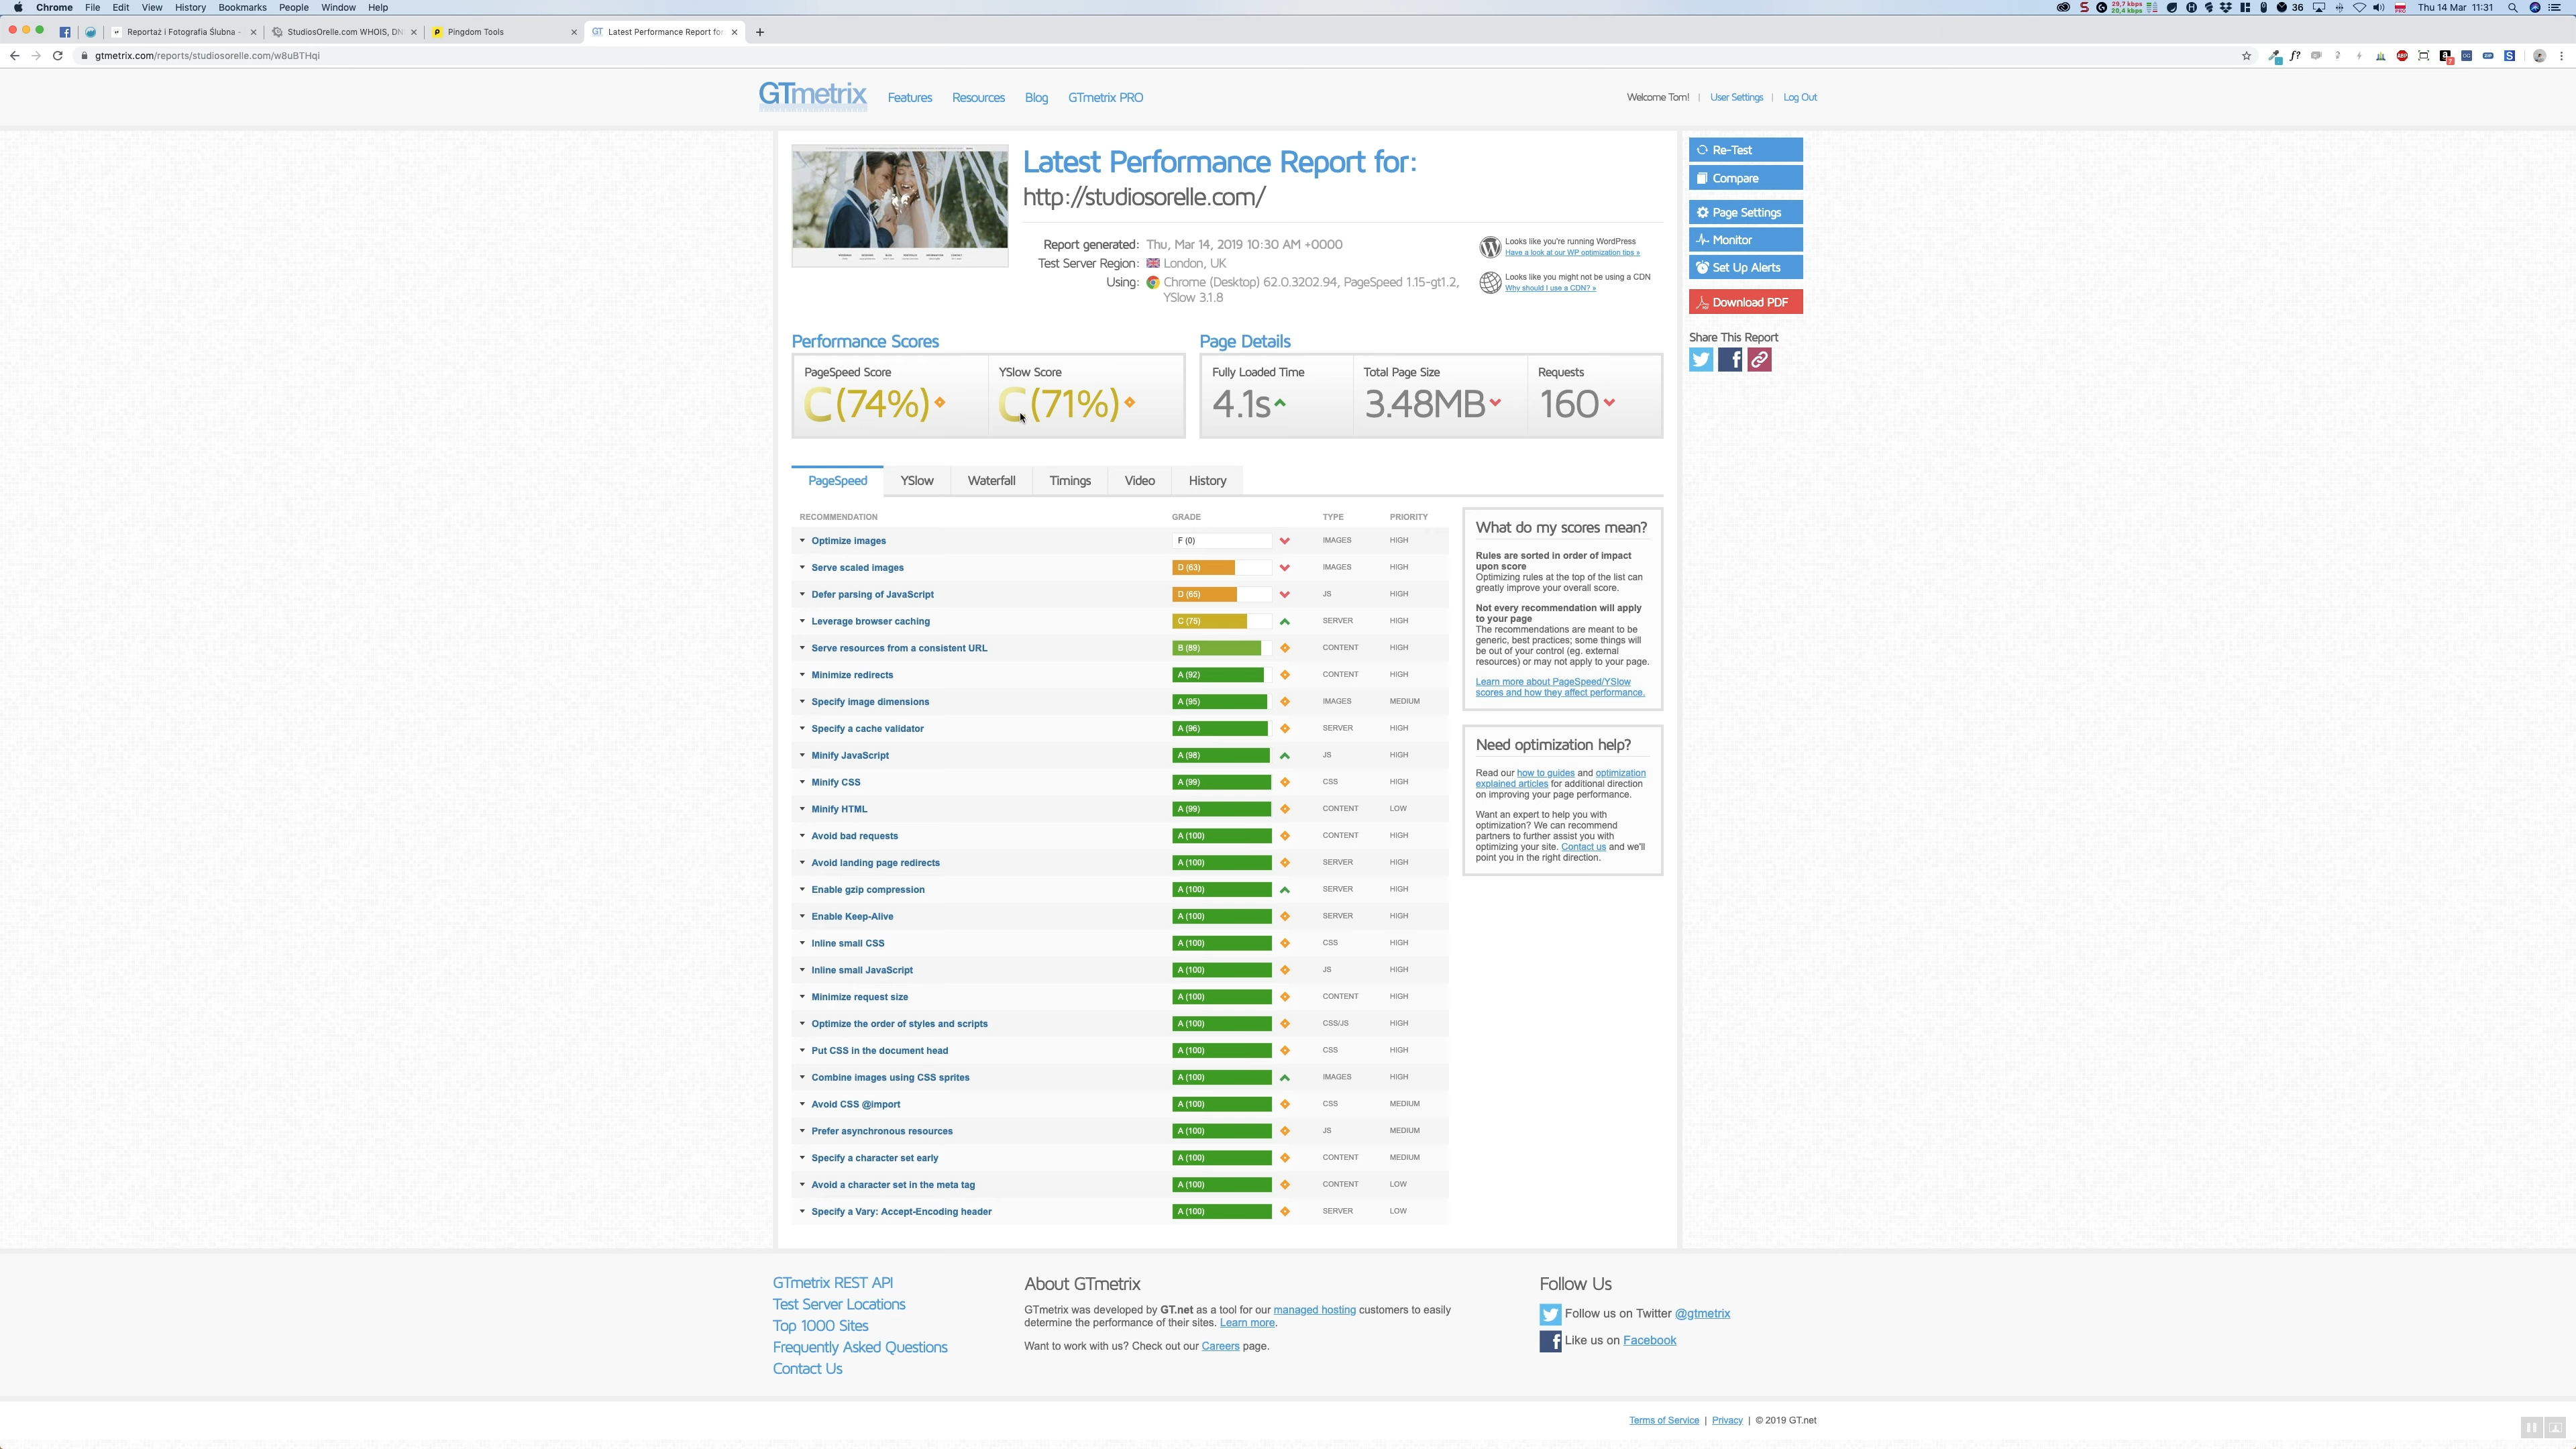 Chrome File Edit View History Bookmarks People Window Help
29,7 kbps
20,4 kbps
36
Thu 14 Mar 11:31
Reportaż i Fotografia Ślubna -
StudiosOrelle.com WHOIS, DN
Pingdom Tools
Latest Performance Report for
gtmetrix.com/reports/studiosorelle.com/w8uBTHqi
GTmetrix Features Resources Blog GTmetrix PRO
Welcome Tom! | User Settings | Log Out
Latest Performance Report for:
http://studiosorelle.com/
Report generated: Thu, Mar 14, 2019 10:30 AM +0000
Test Server Region: London, UK
Using: Chrome (Desktop) 62.0.3202.94, PageSpeed 1.15-gt1.2,
YSlow 3.1.8
Looks like you're running WordPress
Have a look at our WP optimization tips »
Looks like you might not be using a CDN
Why should I use a CDN? »
Re-Test
Compare
Page Settings
Monitor
Set Up Alerts
Download PDF
Share This Report
Performance Scores
PageSpeed Score YSlow Score
C(74%) C(71%)
Page Details
Fully Loaded Time Total Page Size Requests
4.1s 3.48MB 160
PageSpeed YSlow Waterfall Timings Video History
RECOMMENDATION GRADE TYPE PRIORITY
Optimize images F (0) IMAGES HIGH
Serve scaled images D (63) IMAGES HIGH
Defer parsing of JavaScript D (65) JS HIGH
Leverage browser caching C (75) SERVER HIGH
Serve resources from a consistent URL B (89) CONTENT HIGH
Minimize redirects A (92) CONTENT HIGH
Specify image dimensions A (95) IMAGES MEDIUM
Specify a cache validator A (96) SERVER HIGH
Minify JavaScript A (98) JS HIGH
Minify CSS A (99) CSS HIGH
Minify HTML A (99) CONTENT LOW
Avoid bad requests A (100) CONTENT HIGH
Avoid landing page redirects A (100) SERVER HIGH
Enable gzip compression A (100) SERVER HIGH
Enable Keep-Alive A (100) SERVER HIGH
Inline small CSS A (100) CSS HIGH
Inline small JavaScript A (100) JS HIGH
Minimize request size A (100) CONTENT HIGH
Optimize the order of styles and scripts A (100) CSS/JS HIGH
Put CSS in the document head A (100) CSS HIGH
Combine images using CSS sprites A (100) IMAGES HIGH
Avoid CSS @import A (100) CSS MEDIUM
Prefer asynchronous resources A (100) JS MEDIUM
Specify a character set early A (100) CONTENT MEDIUM
Avoid a character set in the meta tag A (100) CONTENT LOW
Specify a Vary: Accept-Encoding header A (100) SERVER LOW
What do my scores mean?
Rules are sorted in order of impact
upon score
Optimizing rules at the top of the list can
greatly improve your overall score.
Not every recommendation will apply
to your page
The recommendations are meant to be
generic, best practices; some things will
be out of your control (eg. external
resources) or may not apply to your page.
Learn more about PageSpeed/YSlow
scores and how they affect performance.
Need optimization help?
Read our how to guides and optimization
explained articles for additional direction
on improving your page performance.
Want an expert to help you with
optimization? We can recommend
partners to further assist you with
optimizing your site. Contact us and we'll
point you in the right direction.
GTmetrix REST API
Test Server Locations
Top 1000 Sites
Frequently Asked Questions
Contact Us
About GTmetrix
GTmetrix was developed by GT.net as a tool for our managed hosting customers to easily
determine the performance of their sites. Learn more.
Want to work with us? Check out our Careers page.
Follow Us
Follow us on Twitter @gtmetrix
Like us on Facebook
Terms of Service | Privacy | © 2019 GT.net